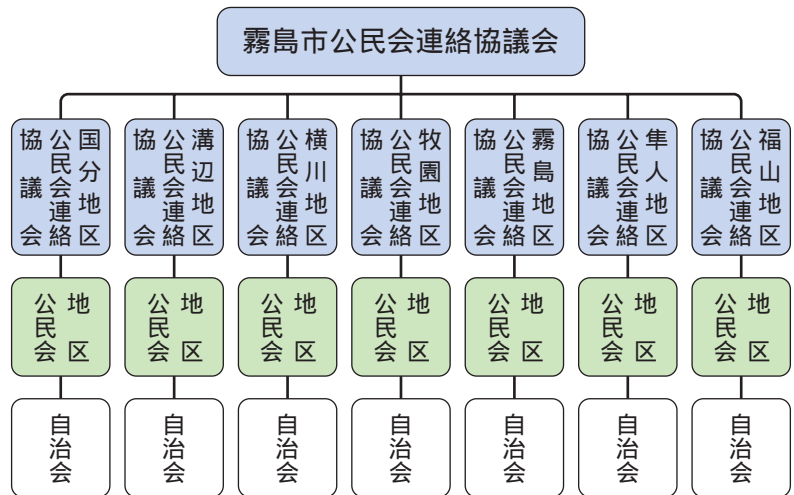 霧島市公民会連絡協議会
国分地区
公民会連絡
協議会
溝辺地区
公民会連絡
協議会
横川地区
公民会連絡
協議会
牧園地区
公民会連絡
協議会
霧島地区
公民会連絡
協議会
隼人地区
公民会連絡
協議会
福山地区
公民会連絡
協議会
地区
公民会
地区
公民会
地区
公民会
地区
公民会
地区
公民会
地区
公民会
地区
公民会
自治会
自治会
自治会
自治会
自治会
自治会
自治会